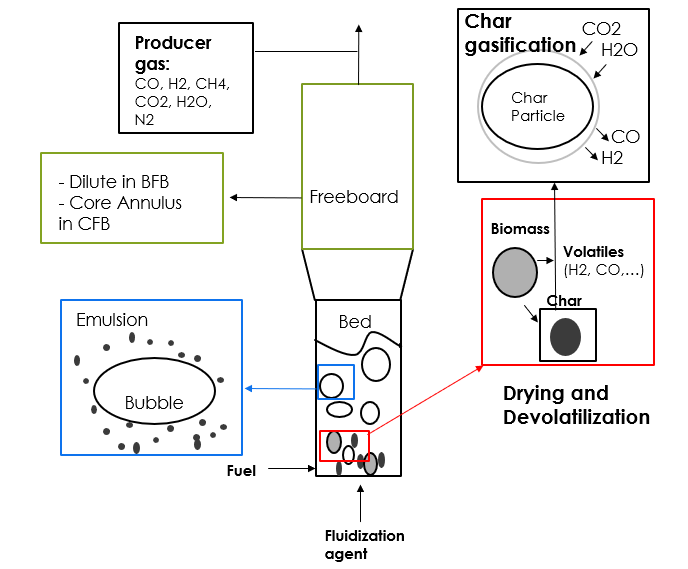 Producer
gas:
CO, H2, CH4,
CO2, H2O,
N2
Char
gasification
CO2
H2O
Char
Particle
CO
H2
- Dilute in BFB
- Core Annulus
in CFB
Freeboard
Biomass
Volatiles
(H2, CO,...)
Char
Emulsion
Bubble
Bed
Drying and
Devolatilization
Fuel
Fluidization
agent